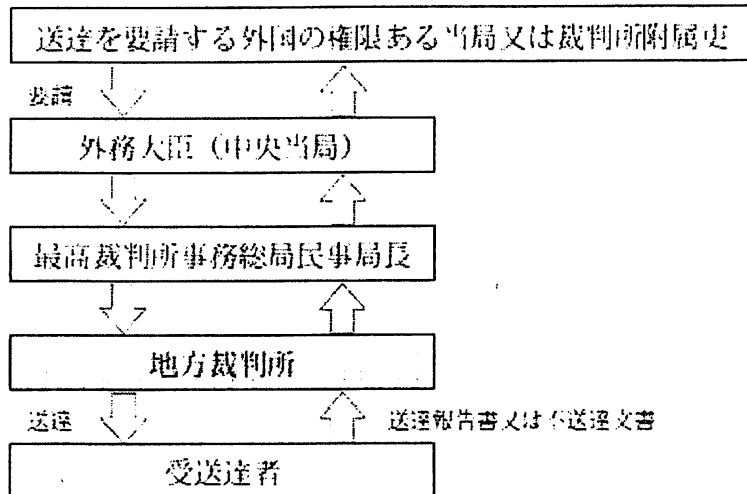 送達を要請する外国の権限ある当局又は裁判所附属吏
要請
外務大臣（中央当局）
最高裁判所事務総局民事局長
地方裁判所
送達
送達報告書又は不送達文書
受送達者